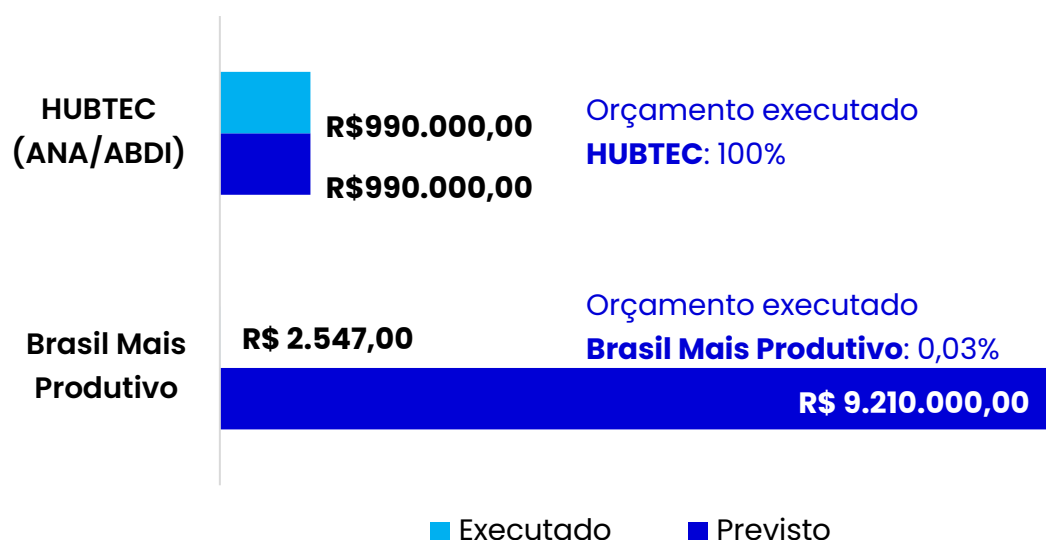 HUBTEC
(ANA/ABDI)
R$990.000,00
R$990.000,00
Orçamento executado
HUBTEC: 100%
Brasil Mais
Produtivo
R$ 2.547,00
Orçamento executado
Brasil Mais Produtivo: 0,03%
R$ 9.210.000,00
Executado
Previsto